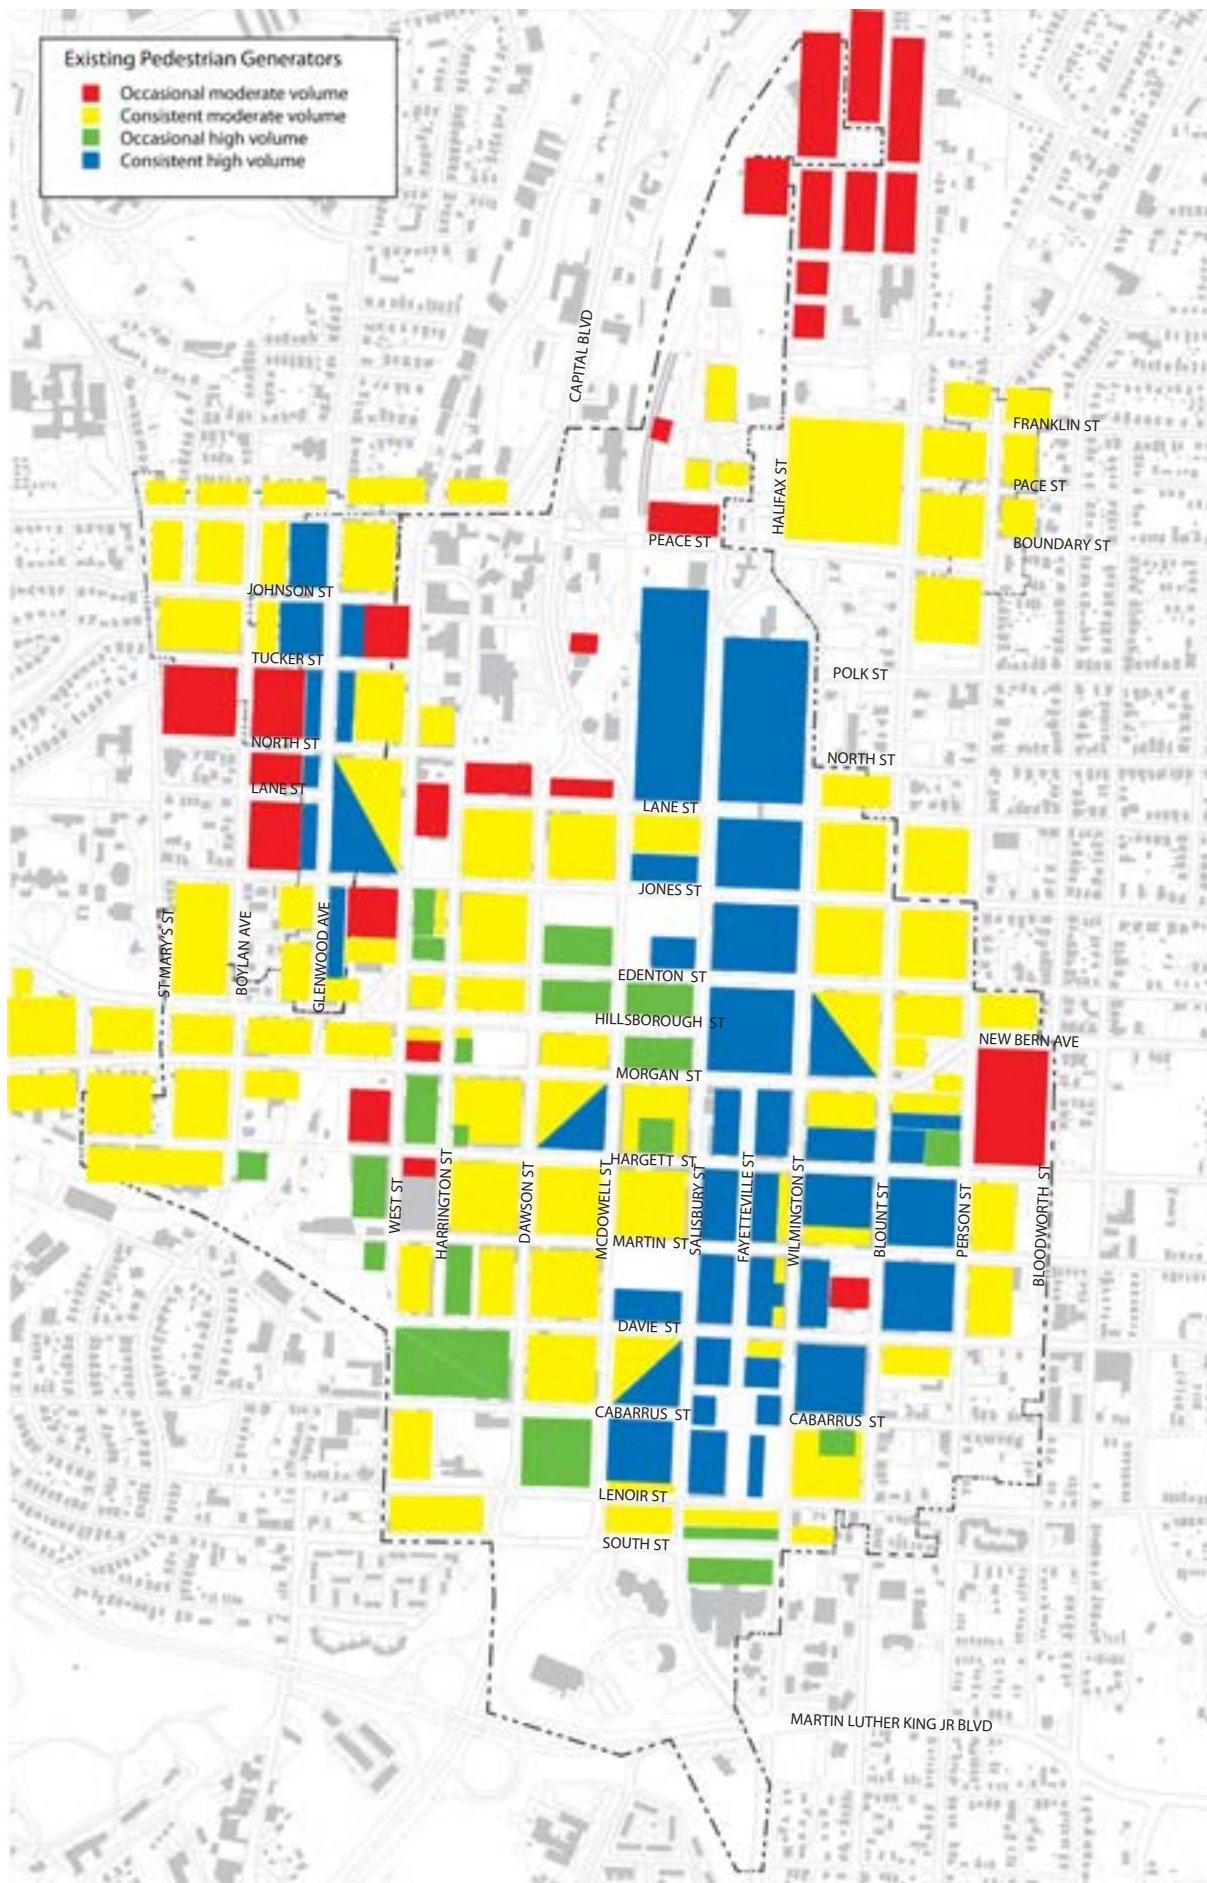 Existing Pedestrian Generators
Occasional moderate volume
Consistent moderate volume
Occasional high volume
Consistent high volume
CAPITAL BLVD
FRANKLIN ST
HALIFAX ST
PACE ST
PEACE ST
BOUNDARY ST
JOHNSON ST
TUCKER ST
POLK ST
NORTH ST
NORTH ST
LANE ST
LANE ST
JONES ST
ST MARY'S ST
BOYLAN AVE
GLENWOOD AVE
EDENTON ST
HILLSBOROUGH ST
NEW BERN AVE
MORGAN ST
HARGETT ST
WEST ST
HARRINGTON ST
DAWSON ST
MCDOWELL ST
SALISBURY ST
FAYETTEVILLE ST
WILMINGTON ST
BLOUNT ST
PERSON ST
BLOODWORTH ST
MARTIN ST
DAVIE ST
CABARRUS ST
CABARRUS ST
LENOIR ST
SOUTH ST
MARTIN LUTHER KING JR BLVD